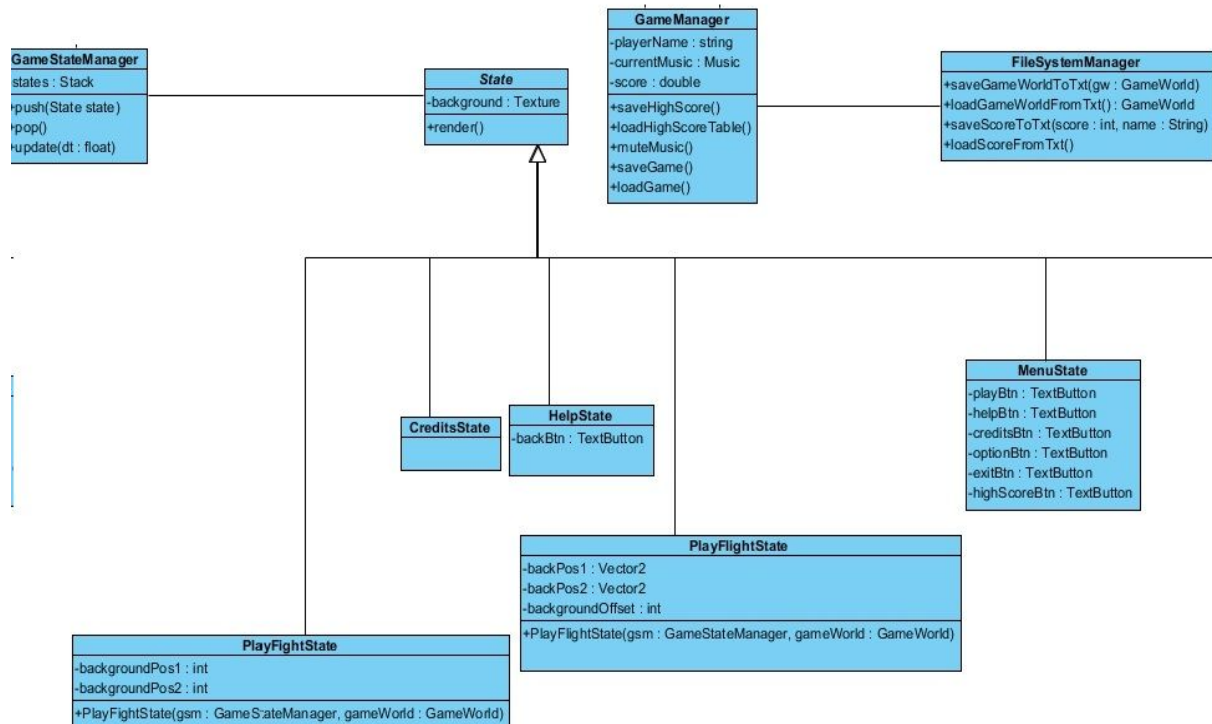 GameStateManager
states : Stack
+push(State state)
+pop()
+update(dt : float)
State
-background : Texture
+render()
GameManager
-playerName : string
-currentMusic : Music
-score : double
+saveHighScore()
+loadHighScoreTable()
+muteMusic()
+saveGame()
+loadGame()
FileSystemManager
+saveGameWorldToTxt(gw : GameWorld)
+loadGameWorldFromTxt() : GameWorld
+saveScoreToTxt(score : int, name : String)
+loadScoreFromTxt()
CreditsState
HelpState
-backBtn : TextButton
MenuState
-playBtn : TextButton
-helpBtn : TextButton
-creditsBtn : TextButton
-optionBtn : TextButton
-exitBtn : TextButton
-highScoreBtn : TextButton
PlayFlightState
-backPos1 : Vector2
-backPos2 : Vector2
-backgroundOffset : int
+PlayFlightState(gsm : GameStateManager, gameWorld : GameWorld)
PlayFightState
-backgroundPos1 : int
-backgroundPos2 : int
+PlayFightState(gsm : GameStateManager, gameWorld : GameWorld)